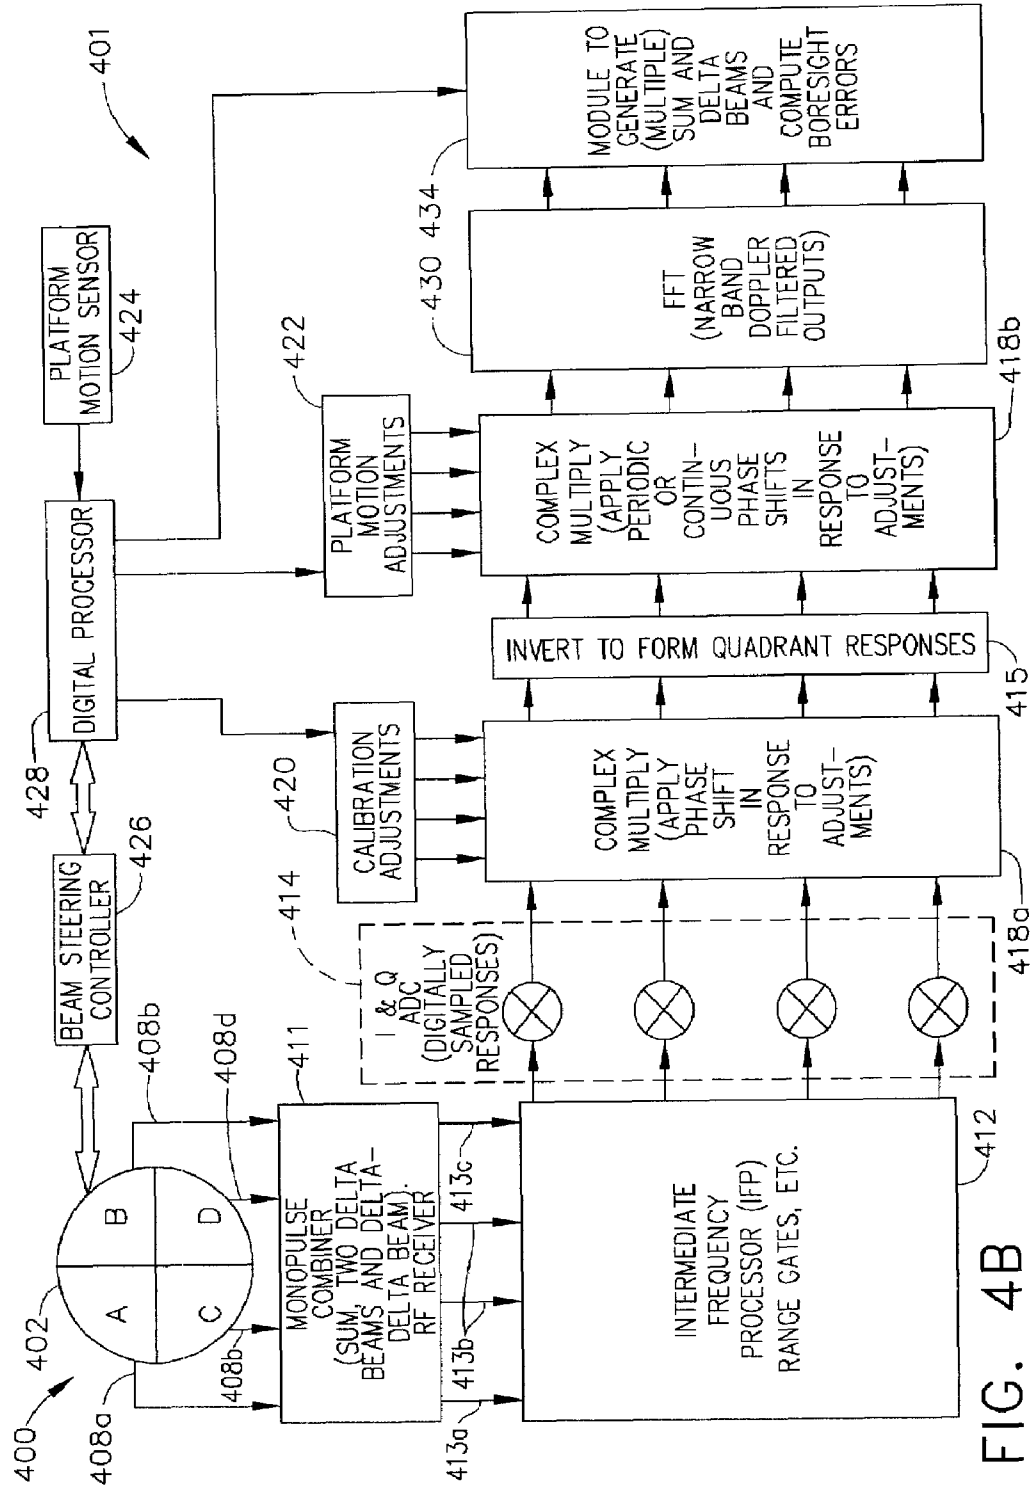 400
402
408a
A
B
C
D
408b
408d
408b
BEAM STEERING
CONTROLLER
426
428
DIGITAL PROCESSOR
PLATFORM
MOTION SENSOR
424
401
411
MONOPULSE
COMBINER
(SUM, TWO DELTA
BEAMS AND DELTA-
DELTA BEAM).
RF RECEIVER
413a
413b
413c
INTERMEDIATE
FREQUENCY
PROCESSOR (IFP)
RANGE GATES, ETC.
412
414
I & Q
ADC
(DIGITALLY
SAMPLED
RESPONSES)
420
CALIBRATION
ADJUSTMENTS
COMPLEX
MULTIPLY
(APPLY
PHASE
SHIFT
IN
RESPONSE
TO
ADJUST-
MENTS)
418a
INVERT TO FORM QUADRANT RESPONSES
415
422
PLATFORM
MOTION
ADJUSTMENTS
COMPLEX
MULTIPLY
(APPLY
PERIODIC
OR
CONTIN-
UOUS
PHASE
SHIFTS
IN
RESPONSE
TO
ADJUST-
MENTS)
418b
430
FFT
(NARROW
BAND
DOPPLER
FILTERED
OUTPUTS)
434
MODULE TO
GENERATE
(MULTIPLE)
SUM AND
DELTA
BEAMS
AND
COMPUTE
BORESIGHT
ERRORS
FIG. 4B